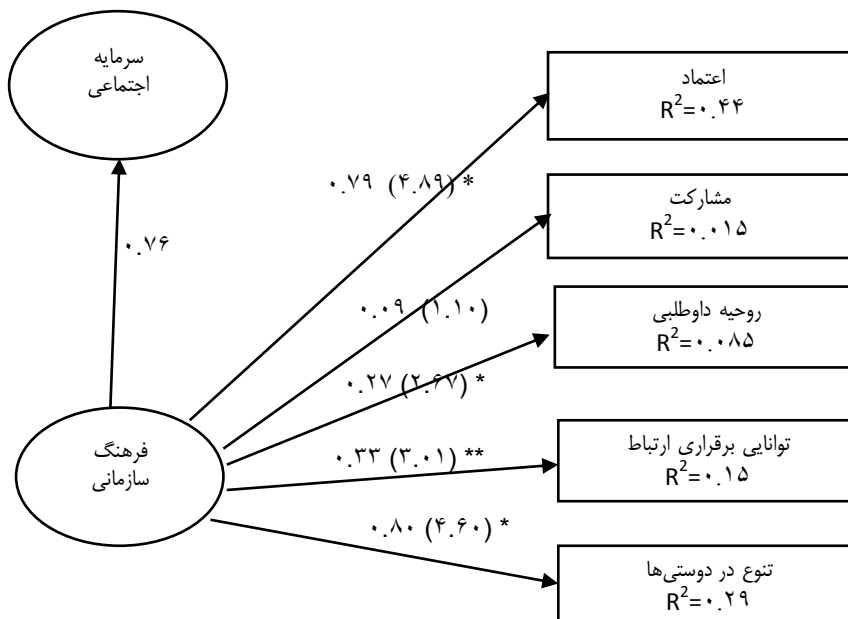 سرمایه
اجتماعی
اعتماد
R²=۰.۴۴
۰.۷۹ (۴.۸۹) *
مشارکت
R²=۰.۰۱۵
۰.۷۶
۰.۰۹ (۱.۱۰)
روحیه داوطلبی
R²=۰.۰۸۵
۰.۲۷ (۲.۶۷) *
فرهنگ
سازمانی
۰.۳۳ (۳.۰۱) **
توانایی برقراری ارتباط
R²=۰.۱۵
۰.۸۰ (۴.۶۰) *
تنوع در دوستی‌ها
R²=۰.۲۹